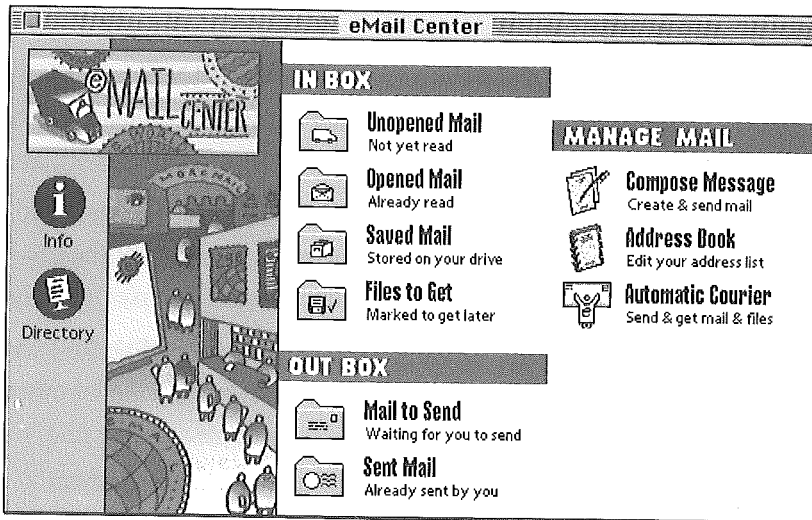 eMail Center
eMAIL
CENTER
Info
Directory
MOREMAIL
IN BOX
Unopened Mail
Not yet read
Opened Mail
Already read
Saved Mail
Stored on your drive
Files to Get
Marked to get later
OUT BOX
Mail to Send
Waiting for you to send
Sent Mail
Already sent by you
MANAGE MAIL
Compose Message
Create & send mail
Address Book
Edit your address list
Automatic Courier
Send & get mail & files